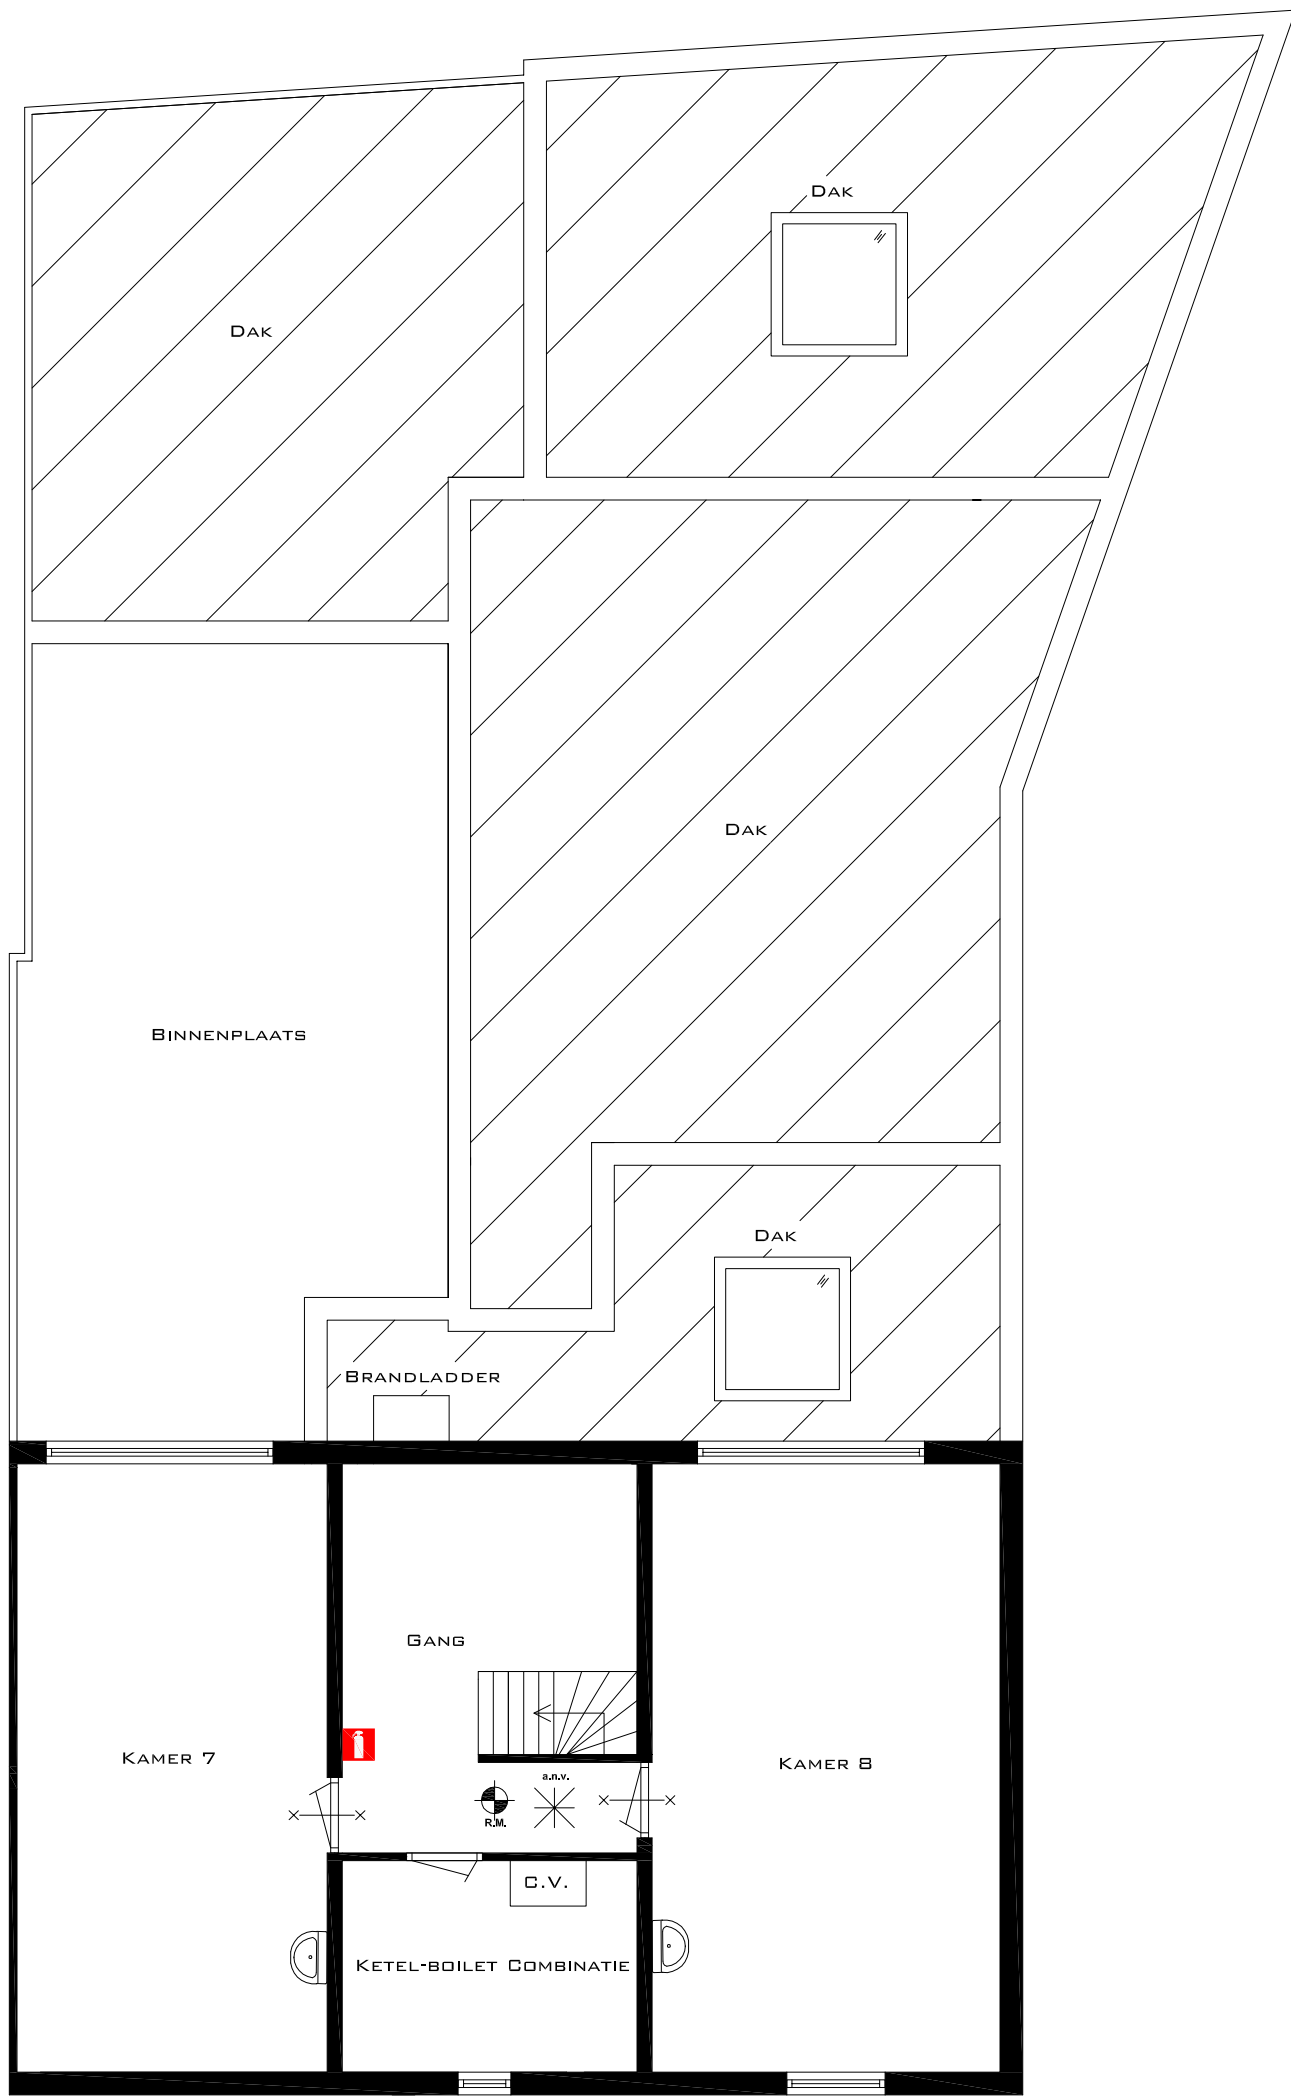 Dak
Dak
Dak
Binnenplaats
Dak
Brandladder
Gang
Kamer 7
Kamer 8
a.n.v.
R.M.
C.V.
Ketel-boilet Combinatie